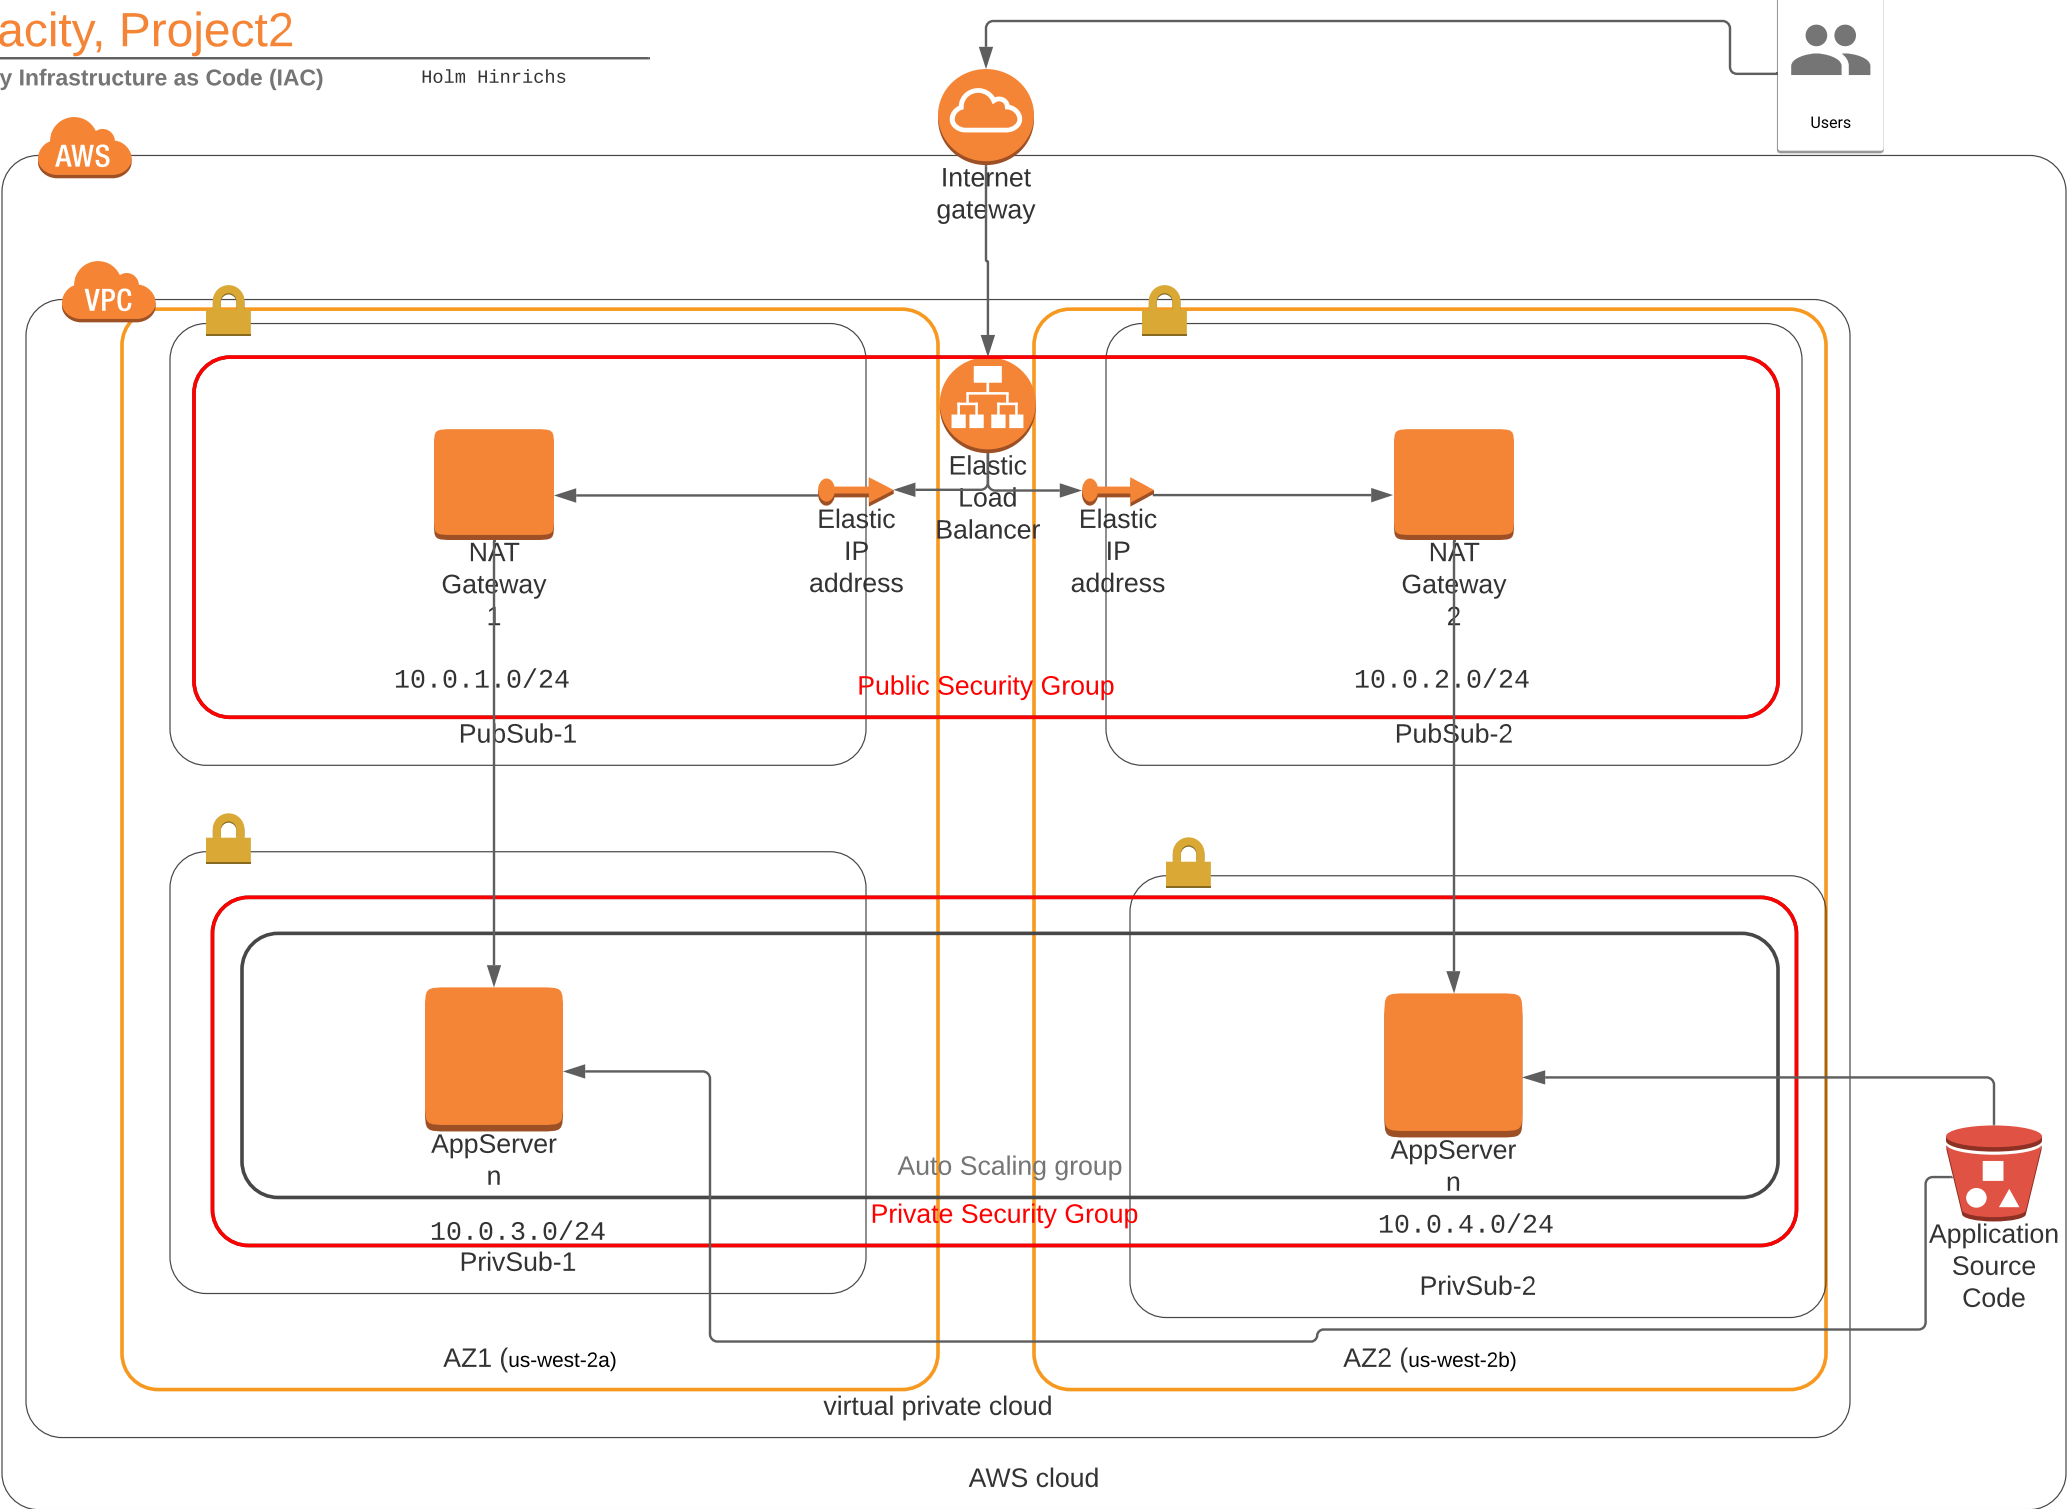 acity, Project2
y Infrastructure as Code (IAC)
Holm Hinrichs
Users
AWS
Internet
gateway
VPC
Elastic
Load
Balancer
Elastic
IP
address
Elastic
IP
address
NAT
Gateway
1
NAT
Gateway
2
10.0.1.0/24
Public Security Group
10.0.2.0/24
PubSub-1
PubSub-2
AppServer
n
AppServer
n
Auto Scaling group
Private Security Group
10.0.3.0/24
10.0.4.0/24
PrivSub-1
PrivSub-2
Application
Source
Code
AZ1 (us-west-2a)
AZ2 (us-west-2b)
virtual private cloud
AWS cloud